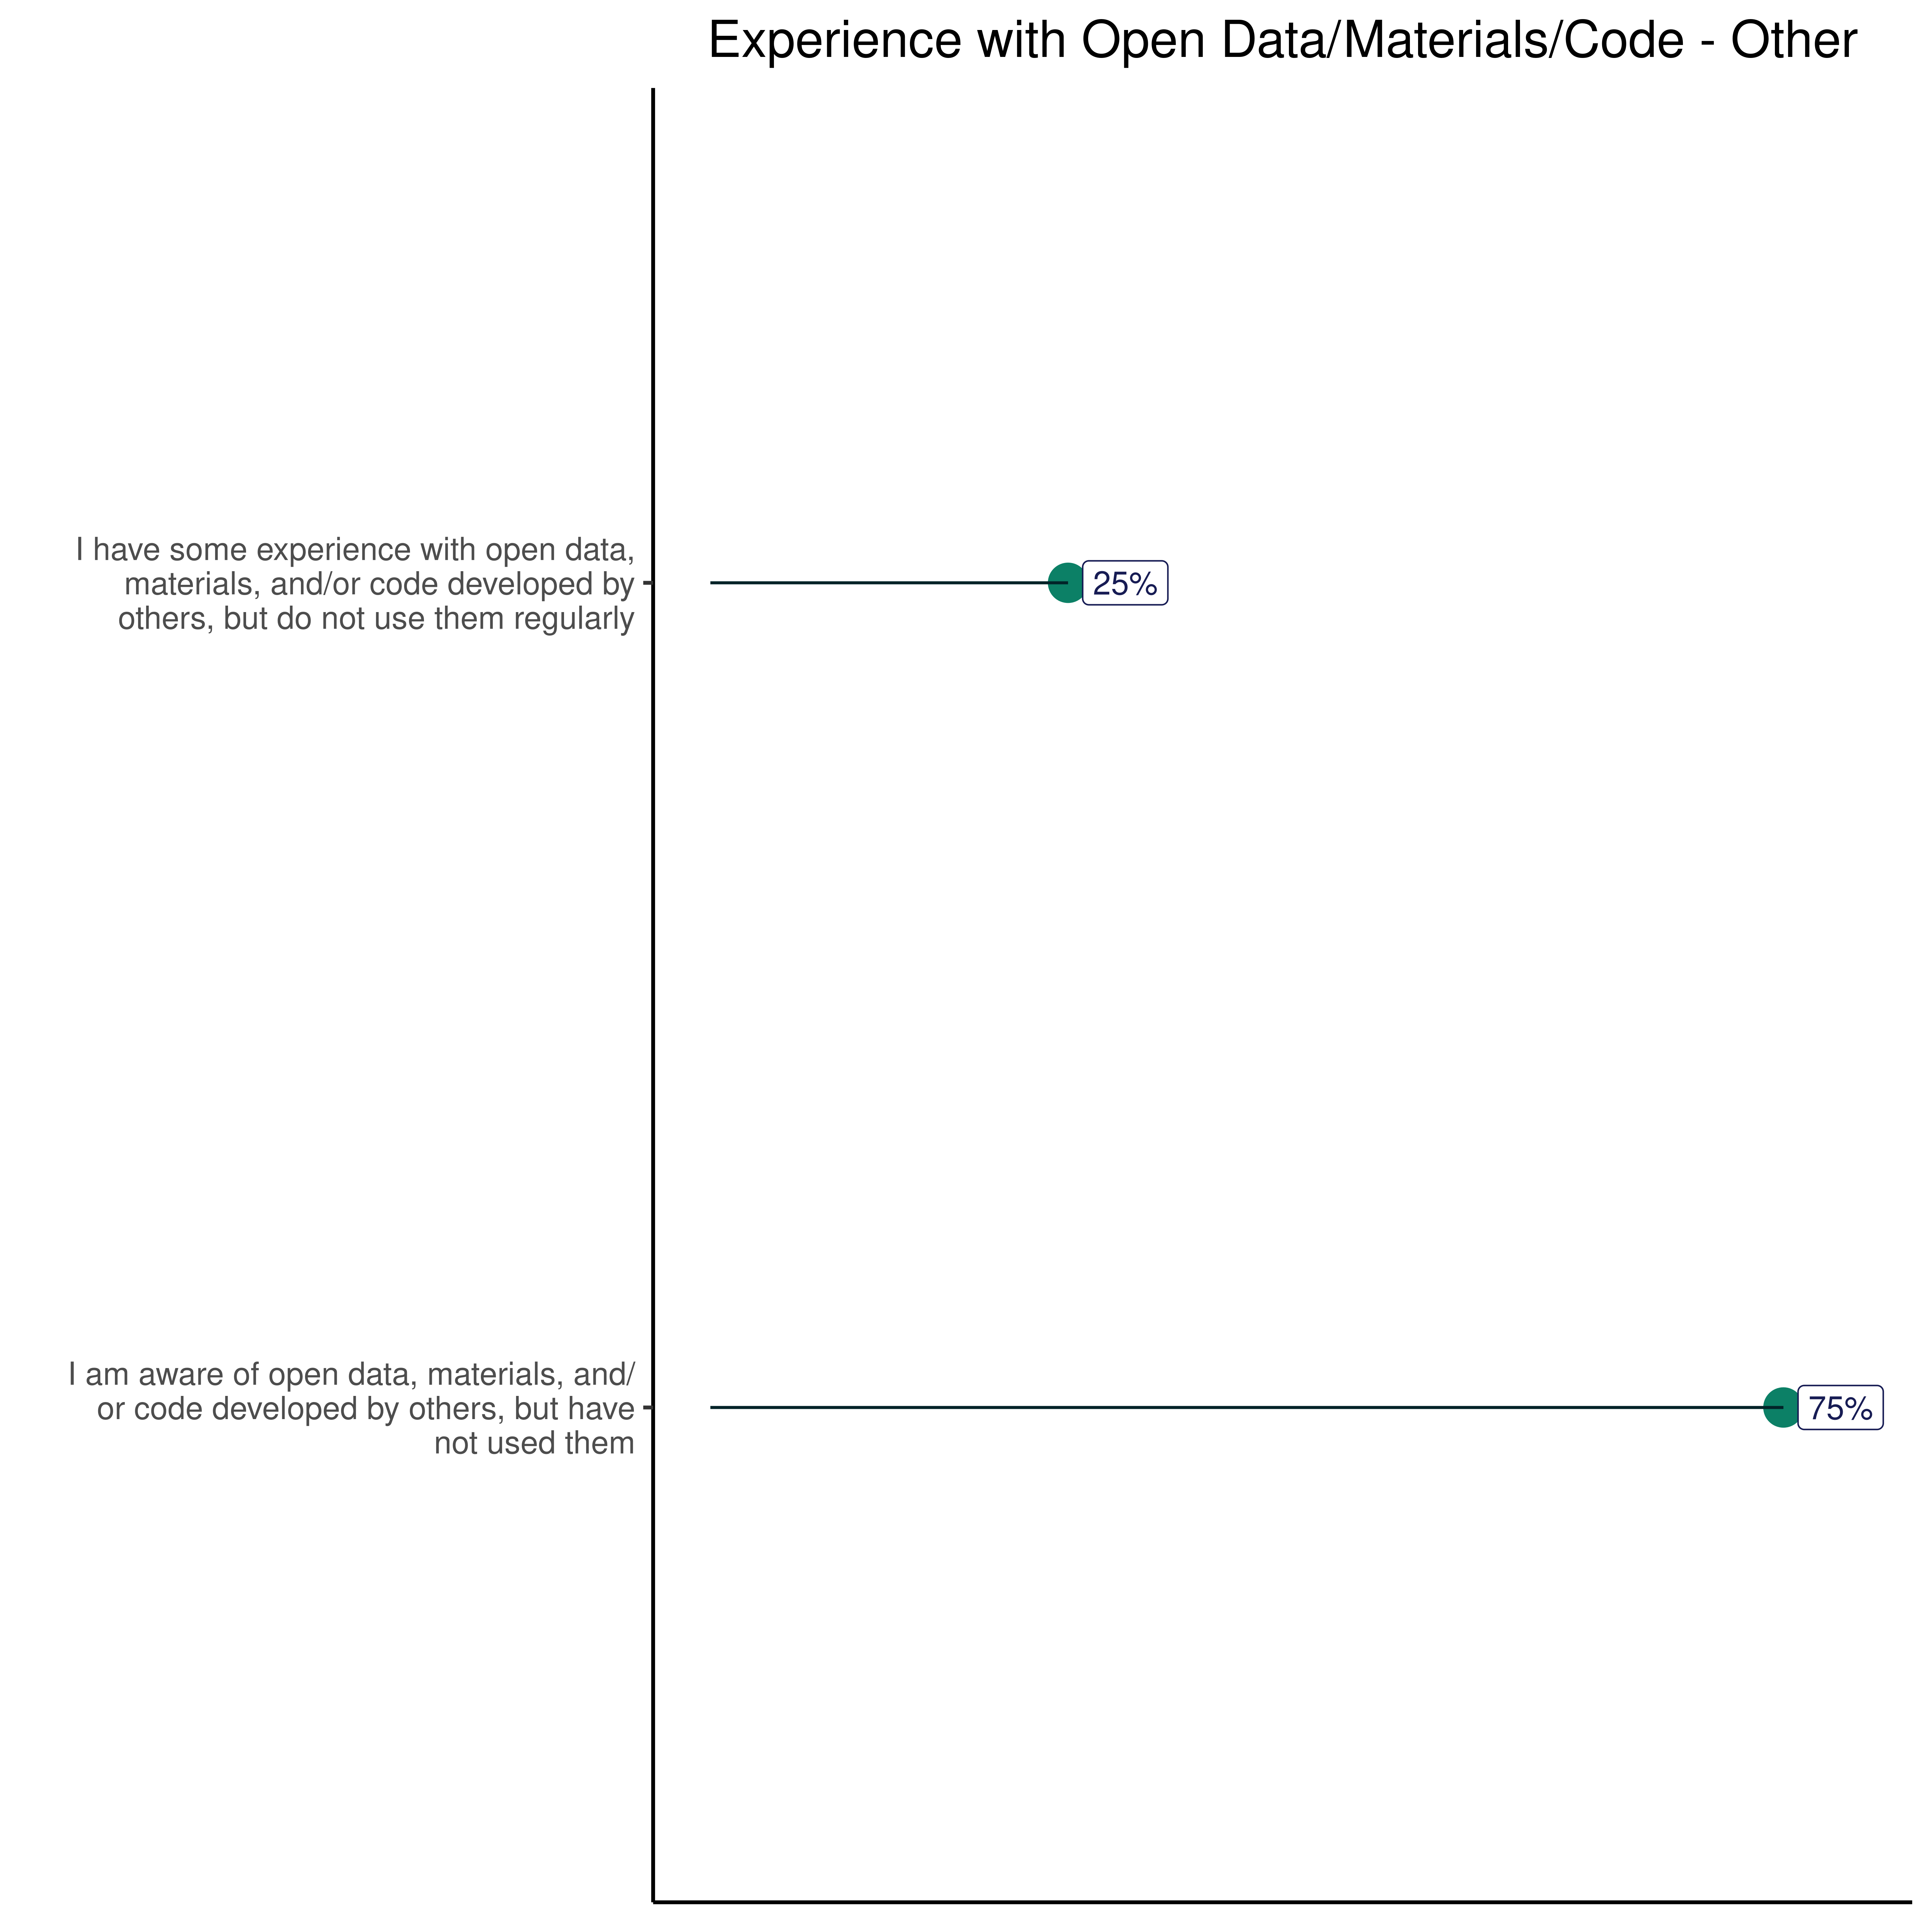 Experience with Open Data/Materials/Code - Other
I have some experience with open data,
materials, and/or code developed by
others, but do not use them regularly
25%
I am aware of open data, materials, and/
or code developed by others, but have
not used them
75%